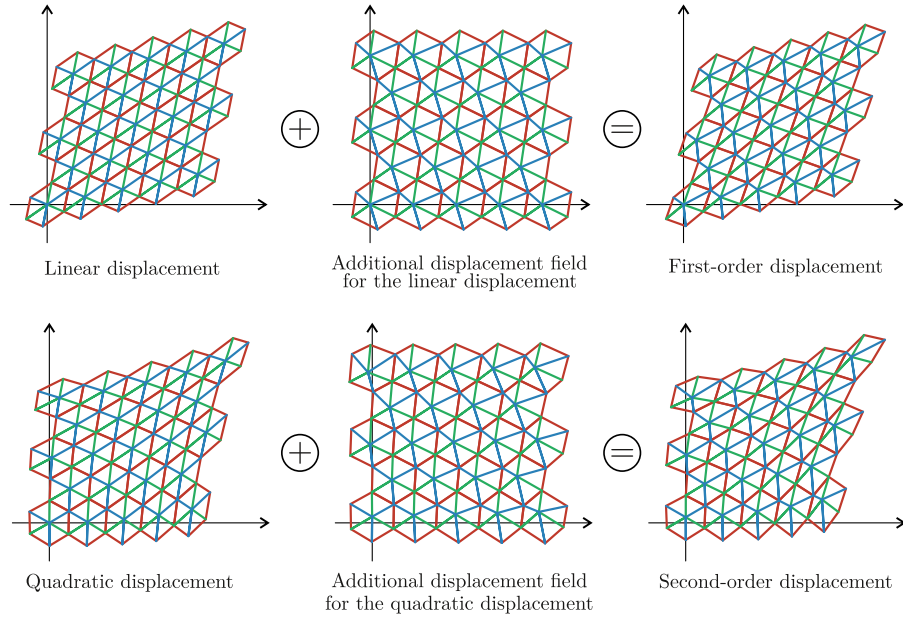 Linear displacement
Additional displacement field
for the linear displacement
First-order displacement
Quadratic displacement
Additional displacement field
for the quadratic displacement
Second-order displacement